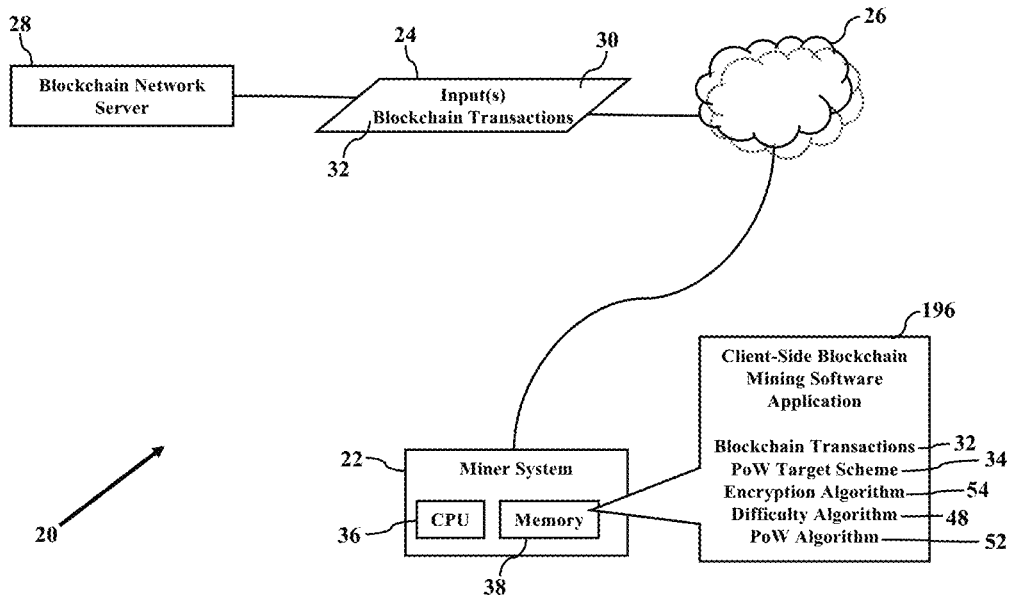 28
24
30
26
Blockchain Network
Server
Input(s)
Blockchain Transactions
32
196
Client-Side Blockchain
Mining Software
Application
Blockchain Transactions 32
PoW Target Scheme 34
Encryption Algorithm 54
Difficulty Algorithm 48
PoW Algorithm 52
22
Miner System
36
CPU
Memory
38
20